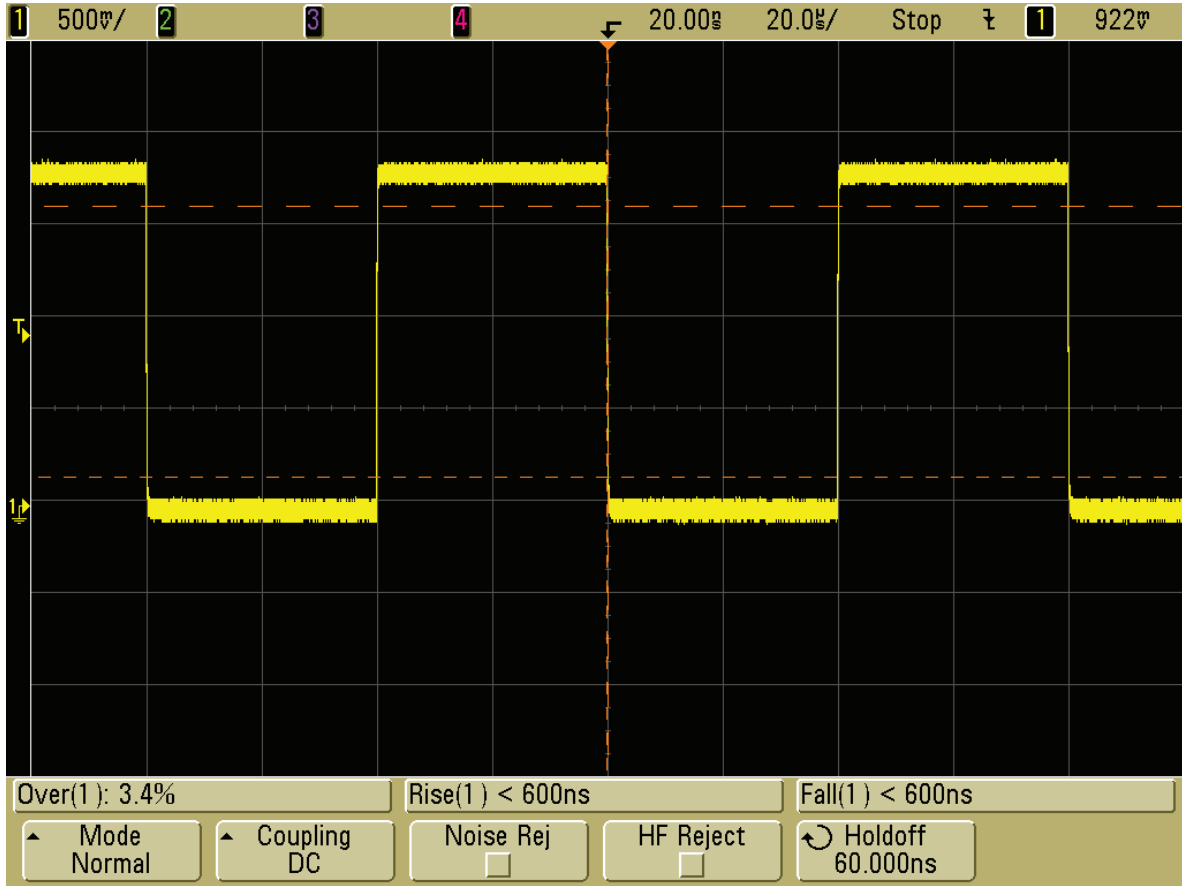 1 500mV/ 2 3 4 20.00ns 20.0us/ Stop 1 922mV
T
1
Over(1): 3.4% Rise(1) < 600ns Fall(1) < 600ns
Mode Coupling Noise Rej HF Reject Holdoff
Normal DC 60.000ns